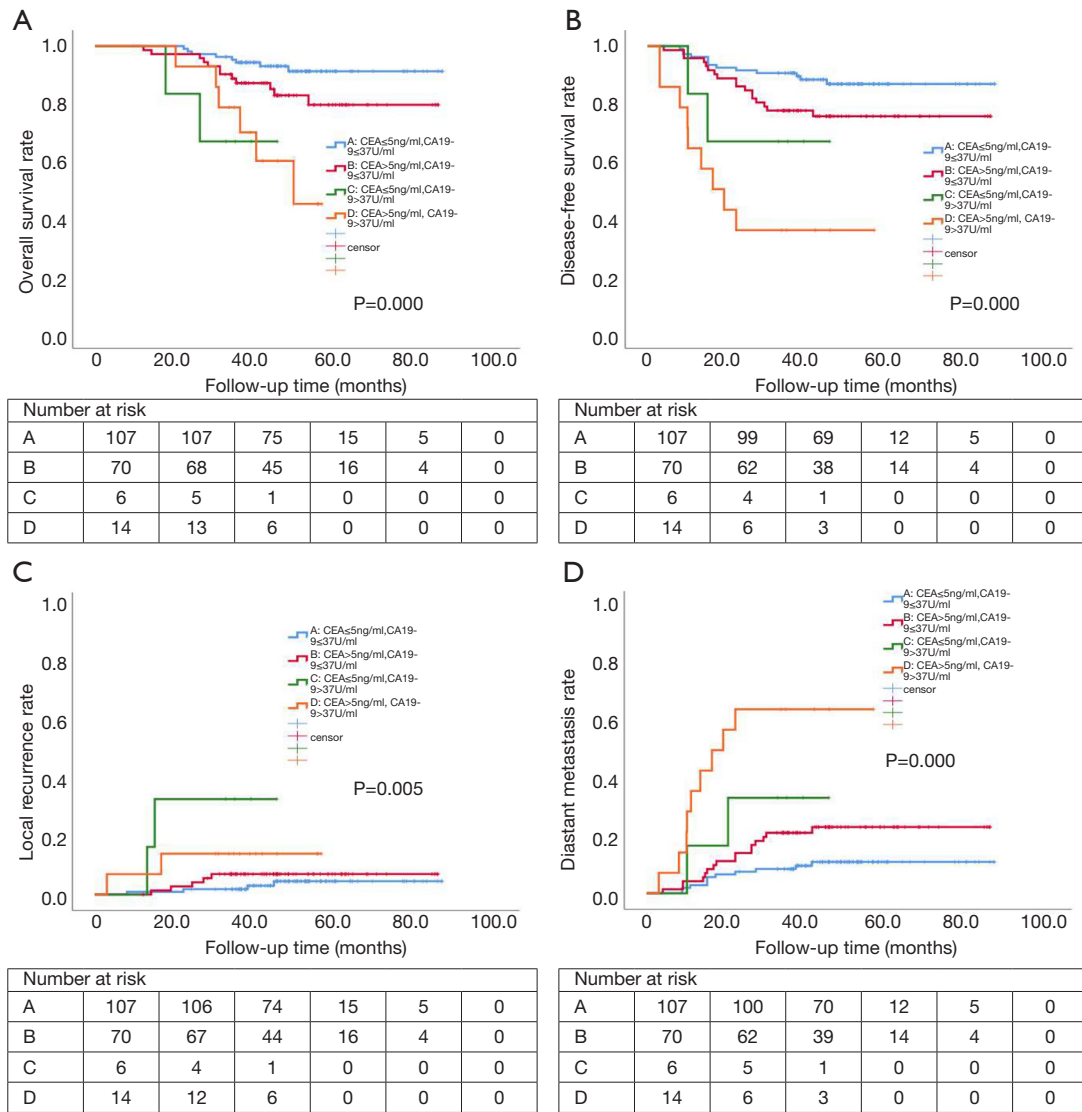 A
Overall survival rate
1.0
0.8
0.6
0.4
0.2
0.0
A: CEA≤5ng/ml,CA19-
9≤37U/ml
B: CEA>5ng/ml,CA19-
9≤37U/ml
C: CEA≤5ng/ml,CA19-
9>37U/ml
D: CEA>5ng/ml, CA19-
9>37U/ml
censor
P=0.000
0 20.0 40.0 60.0 80.0 100.0
Follow-up time (months)
Number at risk
A 107 107 75 15 5 0
B 70 68 45 16 4 0
C 6 5 1 0 0 0
D 14 13 6 0 0 0
B
Disease-free survival rate
1.0
0.8
0.6
0.4
0.2
0.0
A: CEA≤5ng/ml,CA19-
9≤37U/ml
B: CEA>5ng/ml,CA19-
9≤37U/ml
C: CEA≤5ng/ml,CA19-
9>37U/ml
D: CEA>5ng/ml, CA19-
9>37U/ml
censor
P=0.000
0 20.0 40.0 60.0 80.0 100.0
Follow-up time (months)
Number at risk
A 107 99 69 12 5 0
B 70 62 38 14 4 0
C 6 4 1 0 0 0
D 14 6 3 0 0 0
C
Local recurrence rate
1.0
0.8
0.6
0.4
0.2
0.0
A: CEA≤5ng/ml,CA19-
9≤37U/ml
B: CEA>5ng/ml,CA19-
9≤37U/ml
C: CEA≤5ng/ml,CA19-
9>37U/ml
D: CEA>5ng/ml, CA19-
9>37U/ml
censor
P=0.005
0 20.0 40.0 60.0 80.0 100.0
Follow-up time (months)
Number at risk
A 107 106 74 15 5 0
B 70 67 44 16 4 0
C 6 4 1 0 0 0
D 14 12 6 0 0 0
D
Diastant metastasis rate
1.0
0.8
0.6
0.4
0.2
0.0
A: CEA≤5ng/ml,CA19-
9≤37U/ml
B: CEA>5ng/ml,CA19-
9≤37U/ml
C: CEA≤5ng/ml,CA19-
9>37U/ml
D: CEA>5ng/ml, CA19-
9>37U/ml
censor
P=0.000
0 20.0 40.0 60.0 80.0 100.0
Follow-up time (months)
Number at risk
A 107 100 70 12 5 0
B 70 62 39 14 4 0
C 6 5 1 0 0 0
D 14 6 3 0 0 0